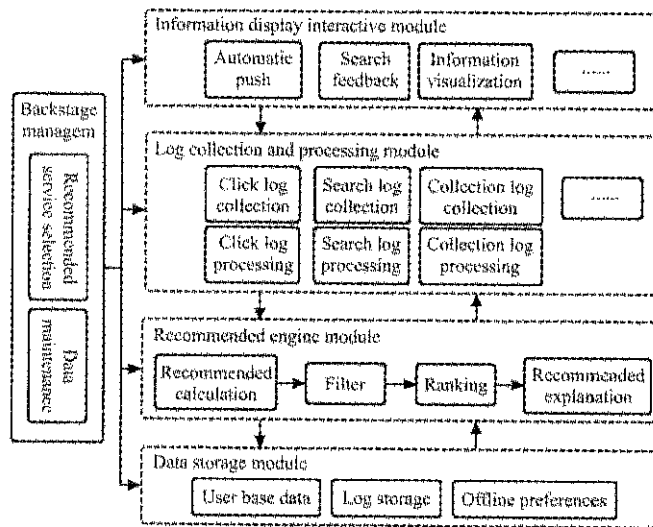 Information display interactive module
Automatic
push
Search
feedback
Information
visualization
......
Backstage
managem
Recommended
service selection
Data
maintenance
Log collection and processing module
Click log
collection
Search log
collection
Collection log
collection
......
Click log
processing
Search log
processing
Collection log
processing
Recommended engine module
Recommended
calculation
Filter
Ranking
Recommended
explanation
Data storage module
User base data
Log storage
Offline preferences